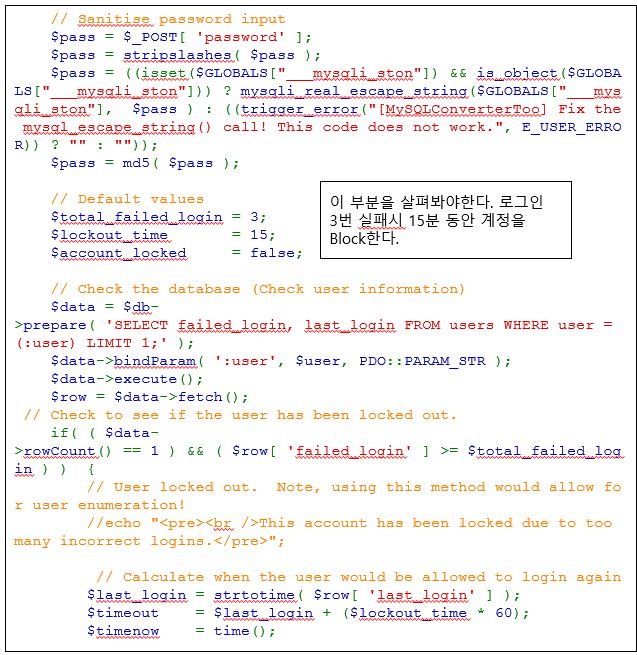 // Sanitise password input
$pass = $_POST[ 'password' ];
$pass = stripslashes( $pass );
$pass = ((isset($GLOBALS["___mysqli_ston"]) && is_object($GLOBA
LS["___mysqli_ston"])) ? mysqli_real_escape_string($GLOBALS["___mys
qli_ston"],  $pass ) : ((trigger_error("[MySQLConverterToo] Fix the
 mysql_escape_string() call! This code does not work.", E_USER_ERRO
R)) ? "" : ""));
$pass = md5( $pass );
// Default values
$total_failed_login = 3;
$lockout_time       = 15;
$account_locked     = false;
이 부분을 살펴봐야한다. 로그인
3번 실패시 15분 동안 계정을
Block한다.
// Check the database (Check user information)
$data = $db-
>prepare( 'SELECT failed_login, last_login FROM users WHERE user =
(:user) LIMIT 1;' );
$data->bindParam( ':user', $user, PDO::PARAM_STR );
$data->execute();
$row = $data->fetch();
// Check to see if the user has been locked out.
if( ( $data-
>rowCount() == 1 ) && ( $row[ 'failed_login' ] >= $total_failed_log
in ) )  {
// User locked out.  Note, using this method would allow fo
r user enumeration!
//echo "<pre><br />This account has been locked due to too
many incorrect logins.</pre>";
// Calculate when the user would be allowed to login again
$last_login = strtotime( $row[ 'last_login' ] );
$timeout    = $last_login + ($lockout_time * 60);
$timenow    = time();